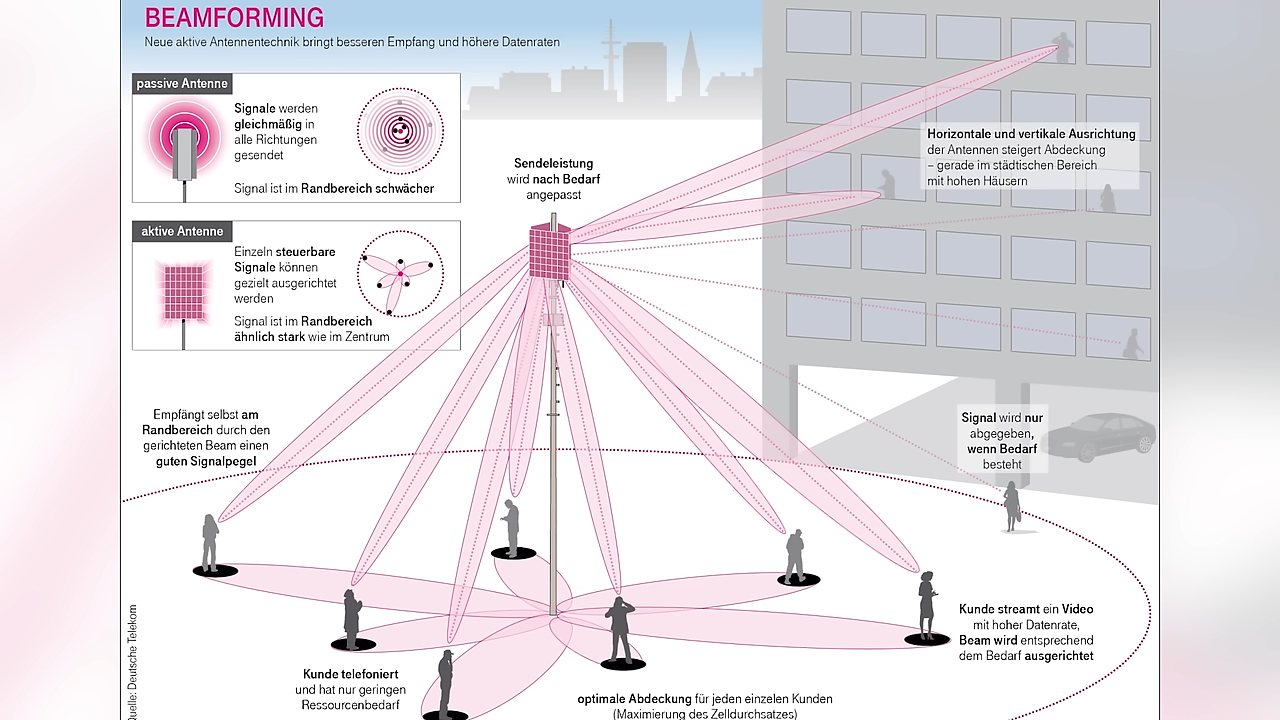 BEAMFORMING
Neue aktive Antennentechnik bringt besseren Empfang und höhere Datenraten
passive Antenne
Signale werden
gleichmäßig in
alle Richtungen
gesendet
Signal ist im Randbereich schwächer
aktive Antenne
Einzeln steuerbare
Signale können
gezielt ausgerichtet
werden
Signal ist im Randbereich
ähnlich stark wie im Zentrum
Sendeleistung
wird nach Bedarf
angepasst
Horizontale und vertikale Ausrichtung
der Antennen steigert Abdeckung
– gerade im städtischen Bereich
mit hohen Häusern
Empfängt selbst am
Randbereich durch den
gerichteten Beam einen
guten Signalpegel
Signal wird nur
abgegeben,
wenn Bedarf
besteht
Kunde streamt ein Video
mit hoher Datenrate,
Beam wird entsprechend
dem Bedarf ausgerichtet
Kunde telefoniert
und hat nur geringen
Ressourcenbedarf
optimale Abdeckung für jeden einzelen Kunden
(Maximierung des Zelldurchsatzes)
Quelle: Deutsche Telekom